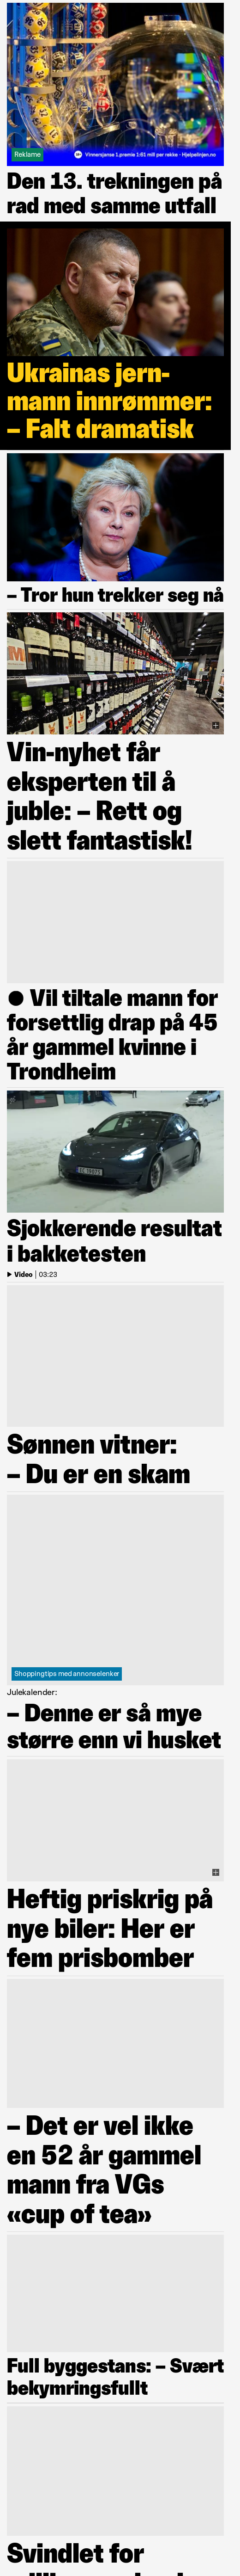 Reklame
Vinnersjanse 1.premie 1:61 mill per rekke - Hjelpelinjen.no
Den 13. trekningen på
rad med samme utfall
Ukrainas jern-
mann innrømmer:
– Falt dramatisk
– Tror hun trekker seg nå
Vin-nyhet får
eksperten til å
juble: – Rett og
slett fantastisk!
● Vil tiltale mann for
forsettlig drap på 45
år gammel kvinne i
Trondheim
Sjokkerende resultat
i bakketesten
Video | 03:23
Sønnen vitner:
– Du er en skam
Shoppingtips med annonselenker
Julekalender:
– Denne er så mye
større enn vi husket
Heftig priskrig på
nye biler: Her er
fem prisbomber
– Det er vel ikke
en 52 år gammel
mann fra VGs
«cup of tea»
Full byggestans: – Svært
bekymringsfullt
Svindlet for